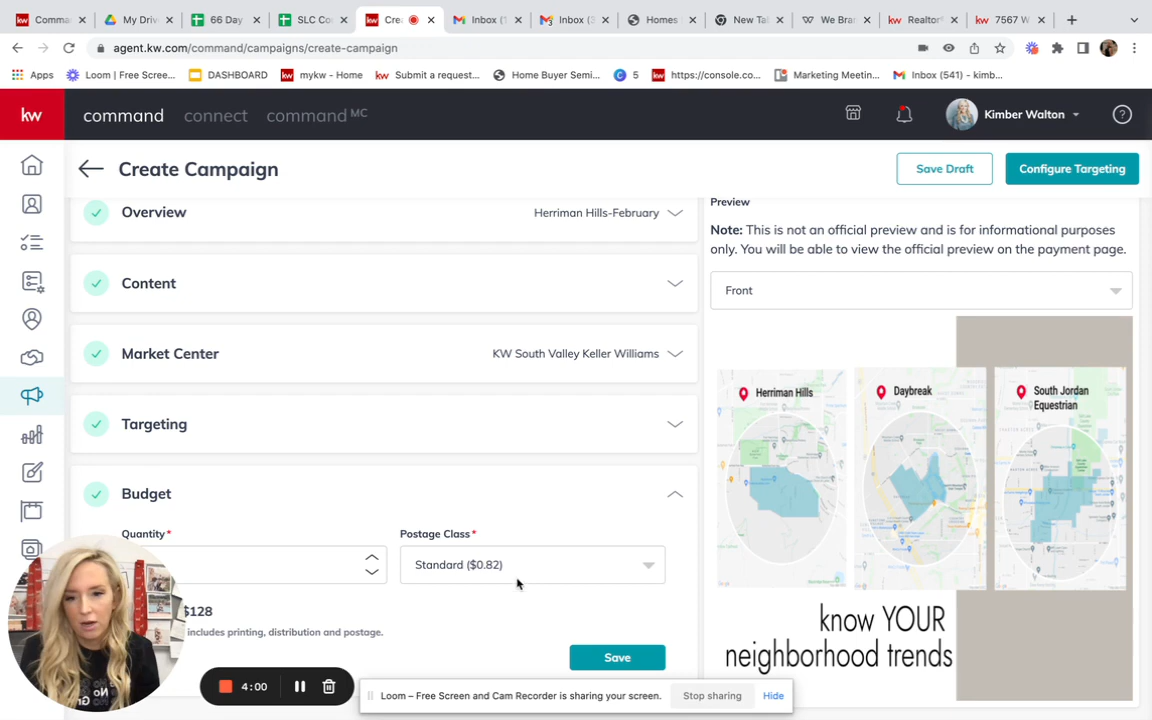 Comma
My Driv
66 Day
SLC Co
Crea
Inbox (1
Inbox (3
Homes
New Ta
We Bra
Realtor®
7567 W
agent.kw.com/command/campaigns/create-campaign
Apps
Loom | Free Scree...
DASHBOARD
mykw - Home
Submit a request...
Home Buyer Semi...
5
https://console.co...
Marketing Meetin...
Inbox (541) - kimb...
kw
command
connect
command MC
Kimber Walton
Create Campaign
Save Draft
Configure Targeting
Overview
Herriman Hills-February
Content
Market Center
KW South Valley Keller Williams
Targeting
Budget
Quantity*
Postage Class*
Standard ($0.82)
$128
includes printing, distribution and postage.
Save
Preview
Note: This is not an official preview and is for informational purposes
only. You will be able to view the official preview on the payment page.
Front
Herriman Hills
Daybreak
South Jordan
Equestrian
know YOUR
neighborhood trends
4:00
Loom – Free Screen and Cam Recorder is sharing your screen.
Stop sharing
Hide